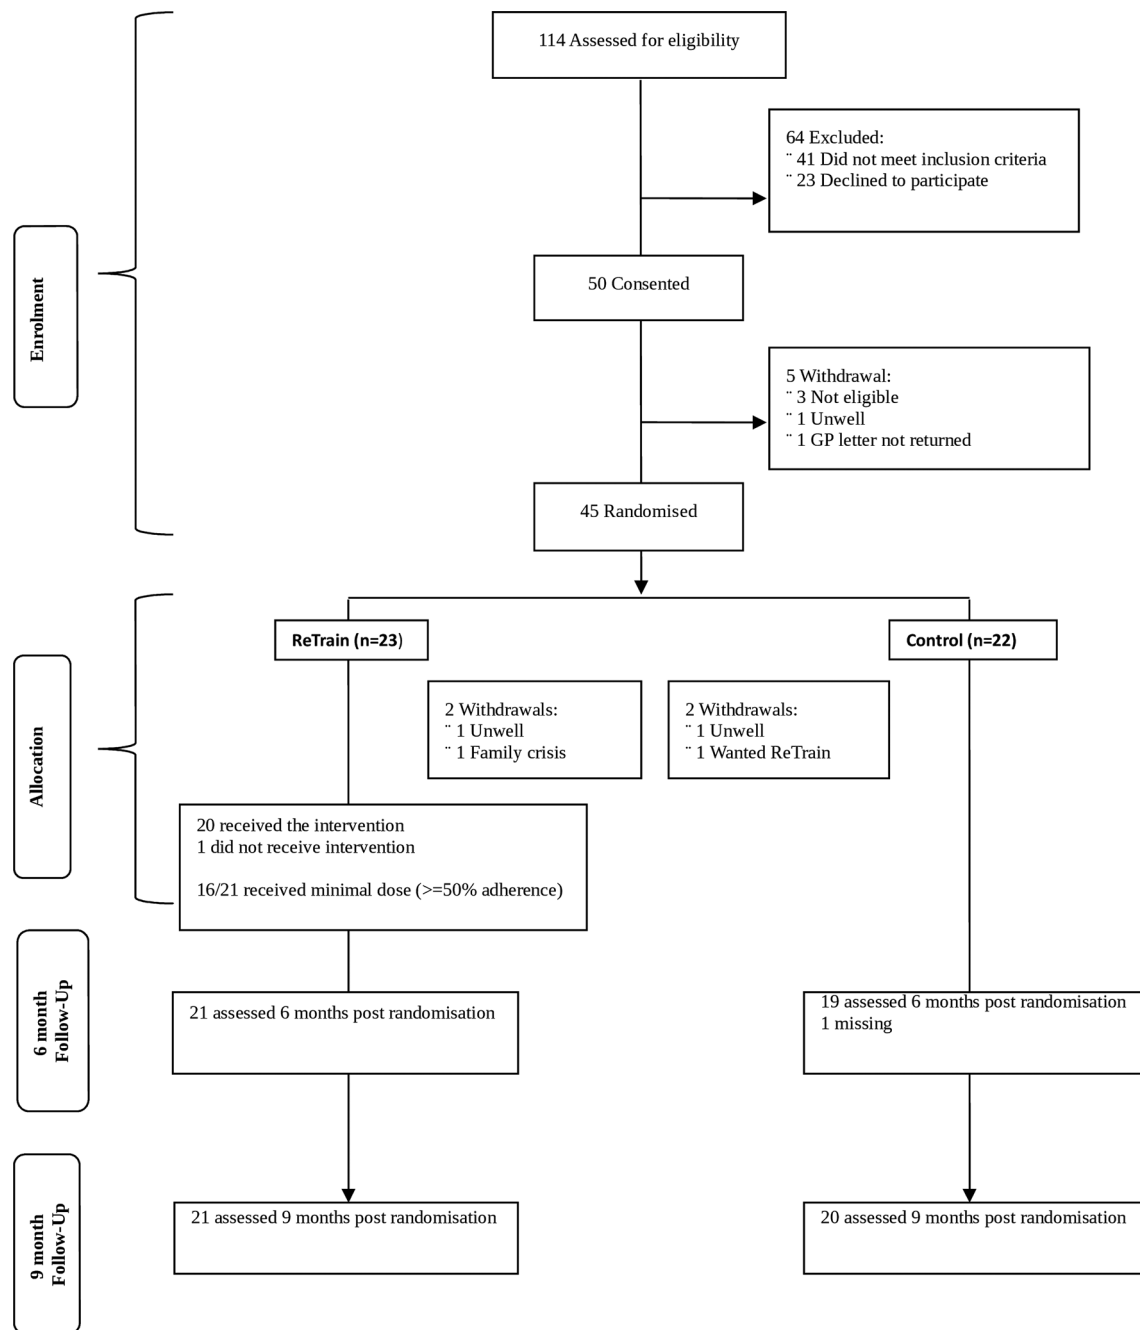 114 Assessed for eligibility
64 Excluded:
¨ 41 Did not meet inclusion criteria
¨ 23 Declined to participate
Enrolment
50 Consented
5 Withdrawal:
¨ 3 Not eligible
¨ 1 Unwell
¨ 1 GP letter not returned
45 Randomised
ReTrain (n=23)
Control (n=22)
2 Withdrawals:
¨ 1 Unwell
¨ 1 Family crisis
2 Withdrawals:
¨ 1 Unwell
¨ 1 Wanted ReTrain
Allocation
20 received the intervention
1 did not receive intervention
16/21 received minimal dose (>=50% adherence)
6 month
Follow-Up
21 assessed 6 months post randomisation
19 assessed 6 months post randomisation
1 missing
9 month
Follow-Up
21 assessed 9 months post randomisation
20 assessed 9 months post randomisation